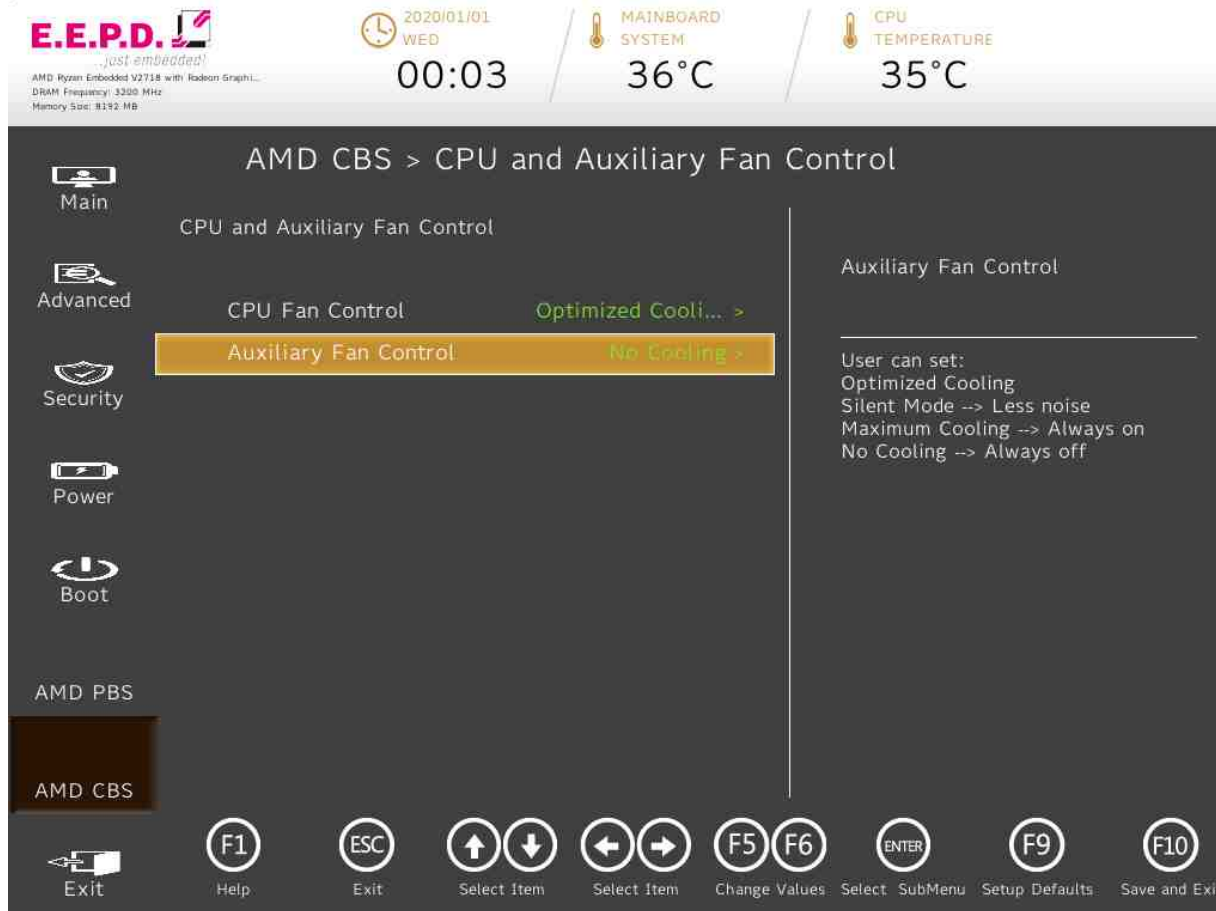 E.E.P.D.
...just embedded!
AMD Ryzen Embedded V2718 with Radeon Graphi...
DRAM Frequency: 3200 MHz
Memory Size: 8192 MB
2020/01/01
WED
00:03
MAINBOARD
SYSTEM
36°C
CPU
TEMPERATURE
35°C
Main
Advanced
Security
Power
Boot
AMD PBS
AMD CBS
Exit
AMD CBS > CPU and Auxiliary Fan Control
CPU and Auxiliary Fan Control
CPU Fan Control Optimized Cooli... >
Auxiliary Fan Control No Cooling >
Auxiliary Fan Control
User can set:
Optimized Cooling
Silent Mode --> Less noise
Maximum Cooling --> Always on
No Cooling --> Always off
F1 ESC F5 F6 ENTER F9 F10
Help Exit Select Item Select Item Change Values Select SubMenu Setup Defaults Save and Exi